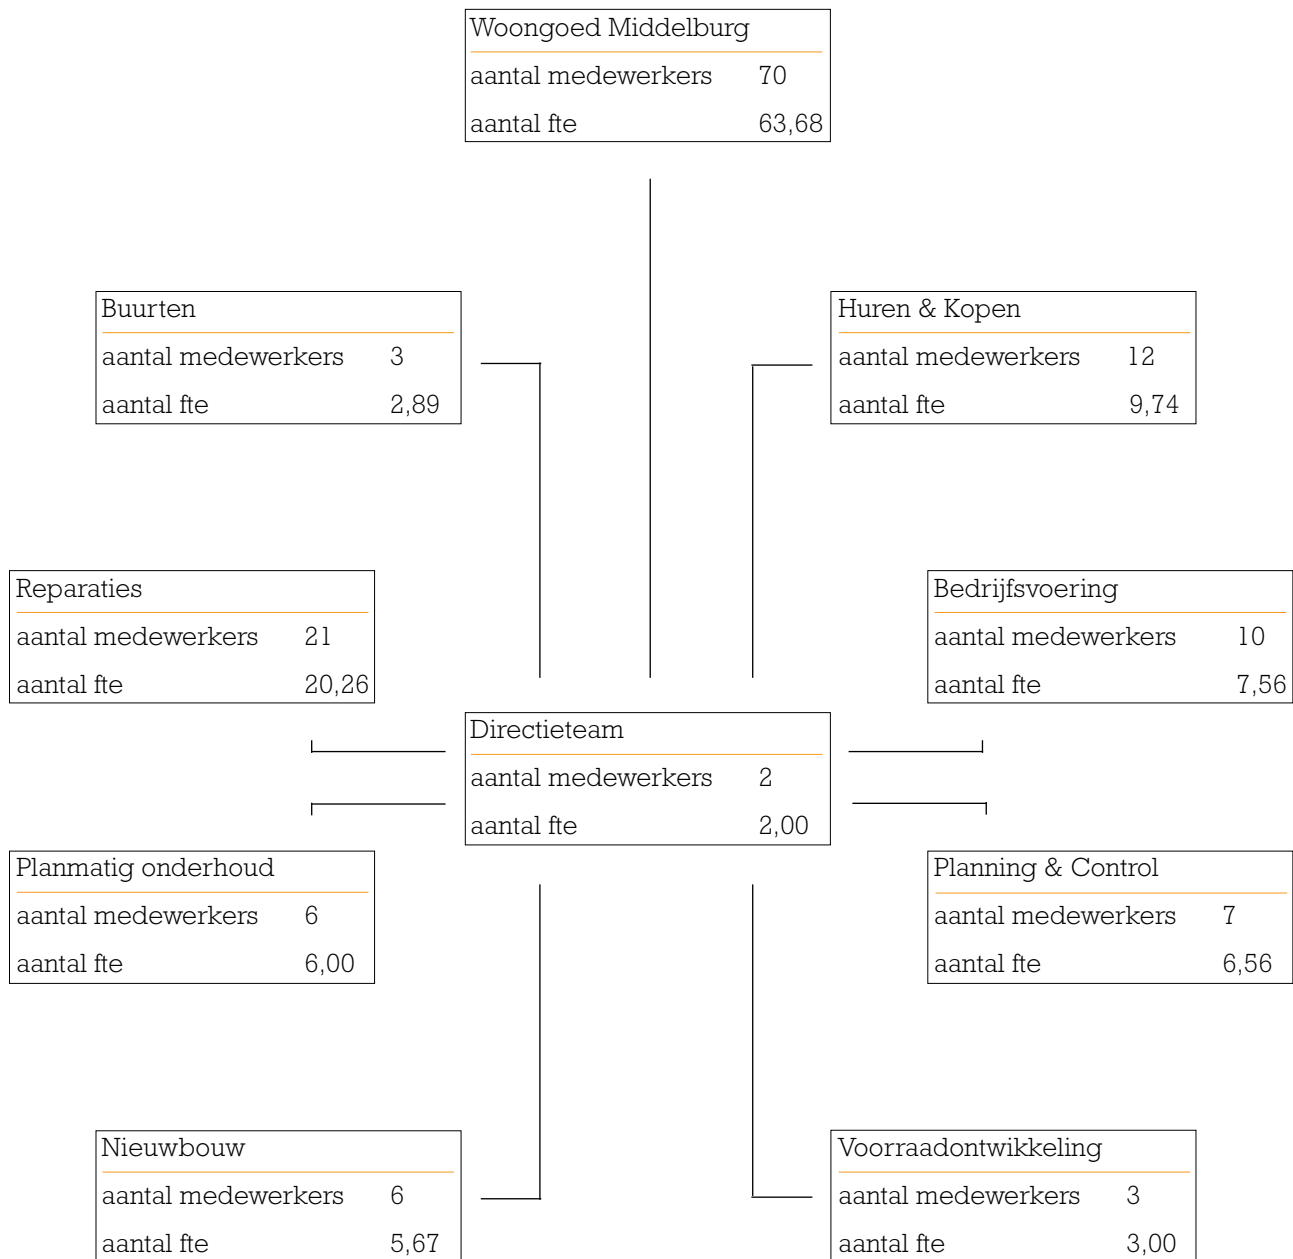 Woongoed Middelburg
aantal medewerkers 70
aantal fte 63,68
Buurten
aantal medewerkers 3
aantal fte 2,89
Huren & Kopen
aantal medewerkers 12
aantal fte 9,74
Reparaties
aantal medewerkers 21
aantal fte 20,26
Bedrijfsvoering
aantal medewerkers 10
aantal fte 7,56
Directieteam
aantal medewerkers 2
aantal fte 2,00
Planmatig onderhoud
aantal medewerkers 6
aantal fte 6,00
Planning & Control
aantal medewerkers 7
aantal fte 6,56
Nieuwbouw
aantal medewerkers 6
aantal fte 5,67
Voorraadontwikkeling
aantal medewerkers 3
aantal fte 3,00